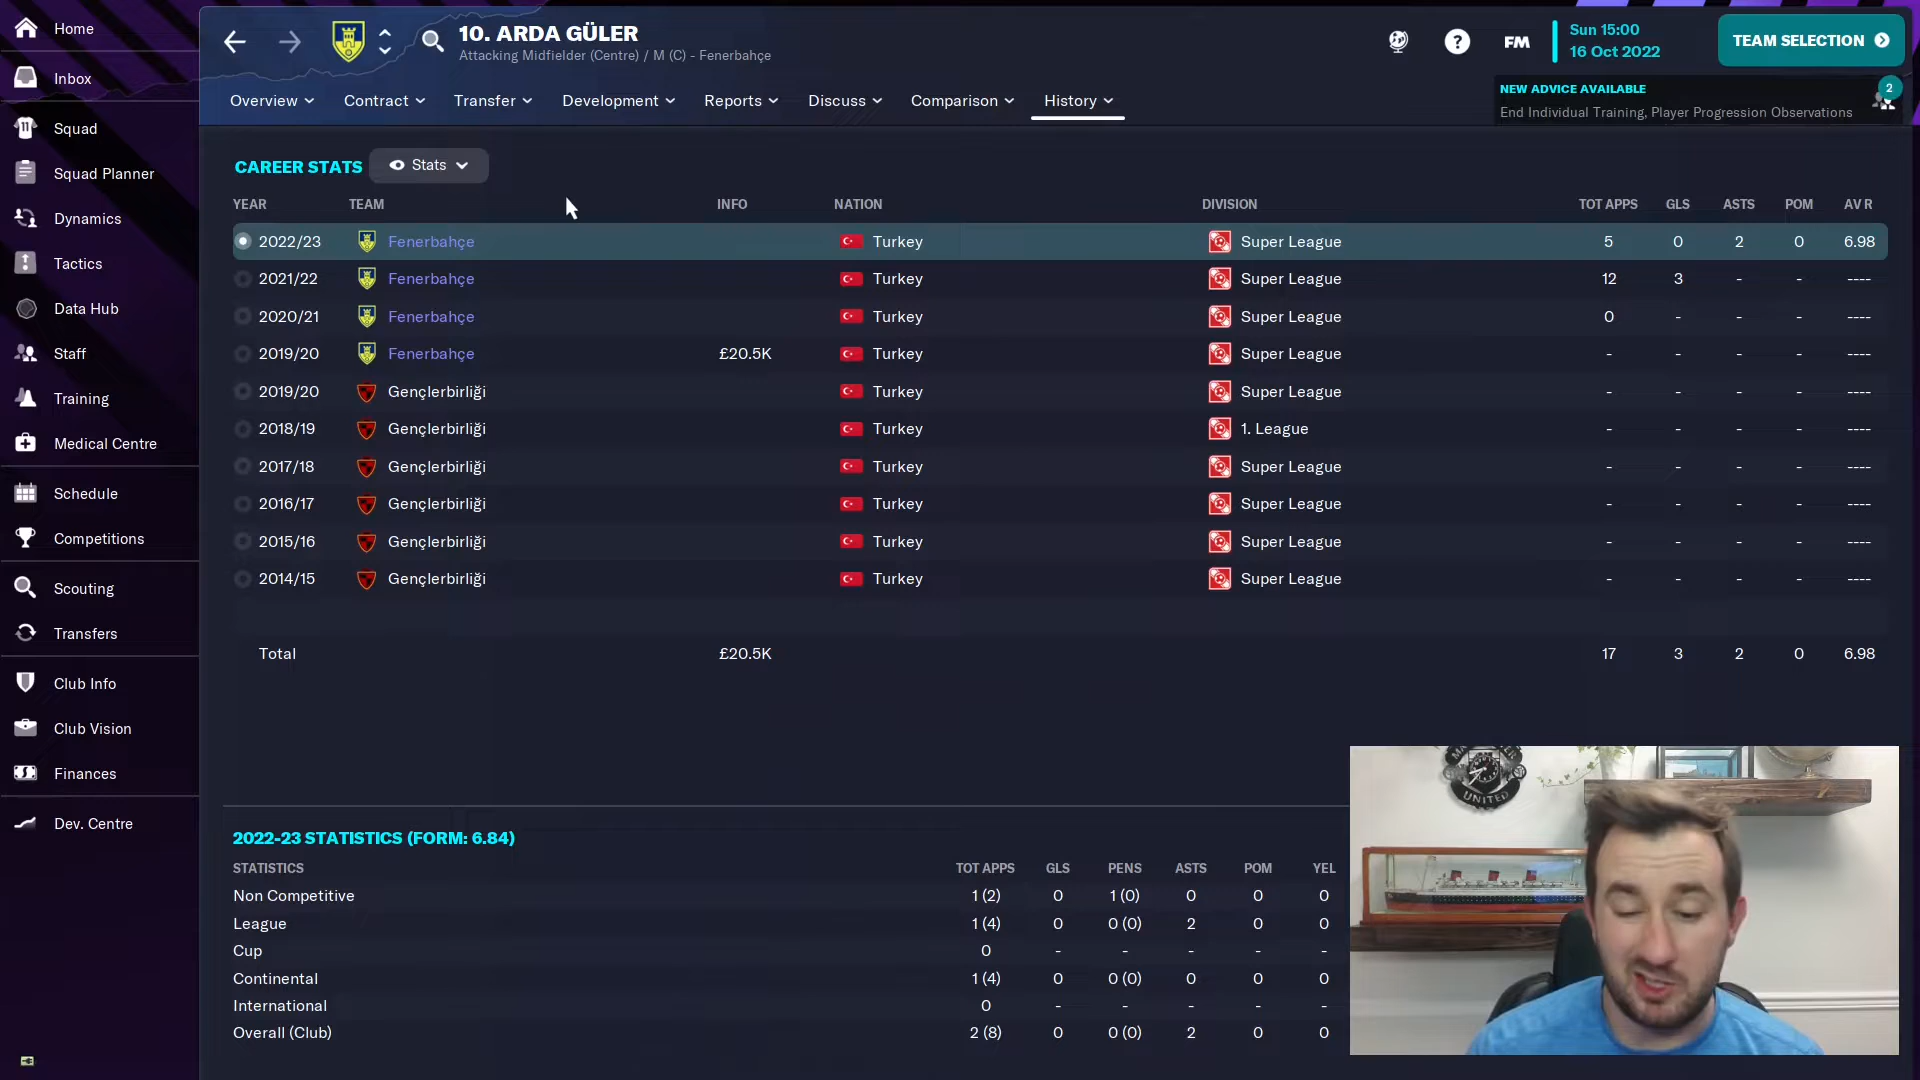 Home
Inbox
Squad
Squad Planner
Dynamics
Tactics
Data Hub
Staff
Training
Medical Centre
Schedule
Competitions
Scouting
Transfers
Club Info
Club Vision
Finances
Dev. Centre
10. ARDA GÜLER
Attacking Midfielder (Centre) / M (C) - Fenerbahçe
?
FM
Sun 15:00
16 Oct 2022
TEAM SELECTION
Overview Contract Transfer Development Reports Discuss Comparison History
NEW ADVICE AVAILABLE
2
End Individual Training, Player Progression Observations
CAREER STATS Stats
YEAR TEAM INFO NATION DIVISION TOT APPS GLS ASTS POM AV R
2022/23 Fenerbahçe Turkey Super League 5 0 2 0 6.98
2021/22 Fenerbahçe Turkey Super League 12 3 - - ----
2020/21 Fenerbahçe Turkey Super League 0 - - - ----
2019/20 Fenerbahçe £20.5K Turkey Super League - - - - ----
2019/20 Gençlerbirliği Turkey Super League - - - - ----
2018/19 Gençlerbirliği Turkey 1. League - - - - ----
2017/18 Gençlerbirliği Turkey Super League - - - - ----
2016/17 Gençlerbirliği Turkey Super League - - - - ----
2015/16 Gençlerbirliği Turkey Super League - - - - ----
2014/15 Gençlerbirliği Turkey Super League - - - - ----
Total £20.5K 17 3 2 0 6.98
2022-23 STATISTICS (FORM: 6.84)
STATISTICS TOT APPS GLS PENS ASTS POM YEL
Non Competitive 1 (2) 0 1 (0) 0 0 0
League 1 (4) 0 0 (0) 2 0 0
Cup 0 - - - - -
Continental 1 (4) 0 0 (0) 0 0 0
International 0 - - - - -
Overall (Club) 2 (8) 0 0 (0) 2 0 0
UNITED